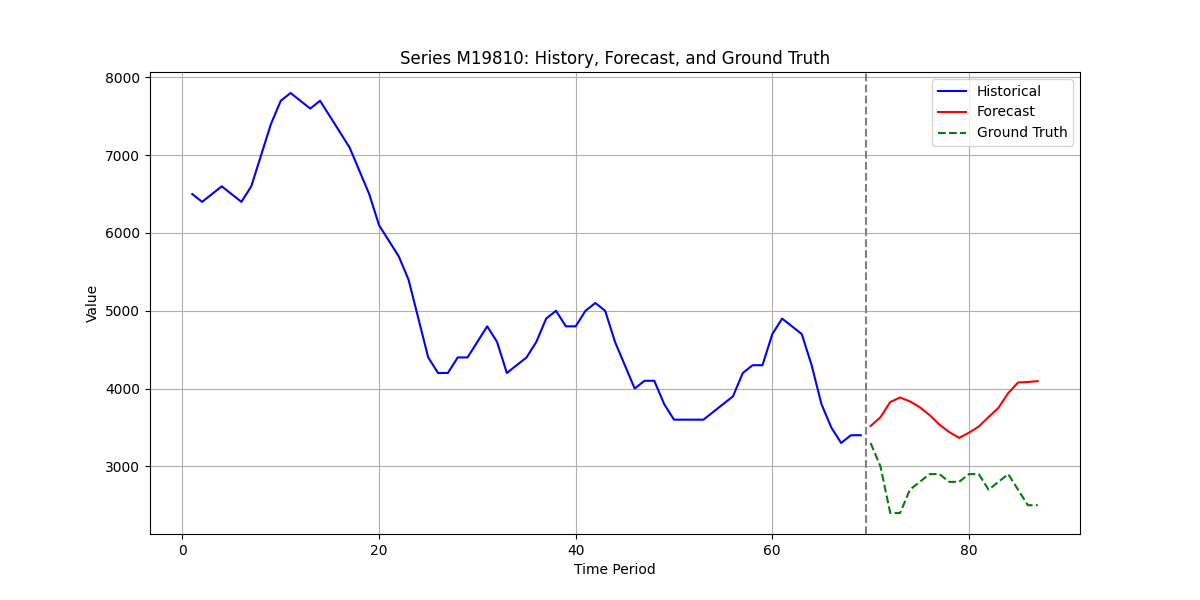 Series M19810: History, Forecast, and Ground Truth
Historical
Forecast
Ground Truth
Value
8000
7000
6000
5000
4000
3000
0 20 40 60 80
Time Period